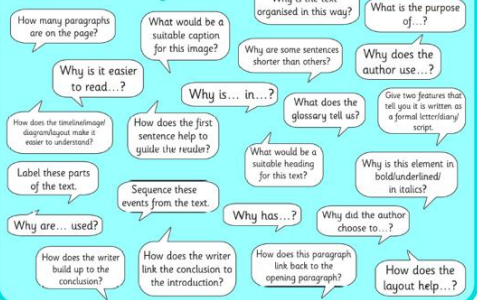 How many paragraphs
are on the page?
What would be a
suitable caption
for this image?
Why is the text
organised in this way?
What is the purpose
of...?
Why are some sentences
shorter than others?
Why does the
author use...?
Why is it easier
to read...?
Why is... in...?
What does the
glossary tell us?
Give two features that
tell you it is written as
a formal letter/diary/
script.
How does the timeline/image/
diagram/layout make it
easier to understand?
How does the first
sentence help to
guide the reader?
What would be a
suitable heading
for this text?
Why is this element in
bold/underlined/
in italics?
Label these parts
of the text.
Sequence these
events from the text.
Why has...?
Why did the author
choose to...?
Why are... used?
How does the writer
build up to the
conclusion?
How does the writer
link the conclusion to
the introduction?
How does this paragraph
link back to the
opening paragraph?
How does the
layout help...?